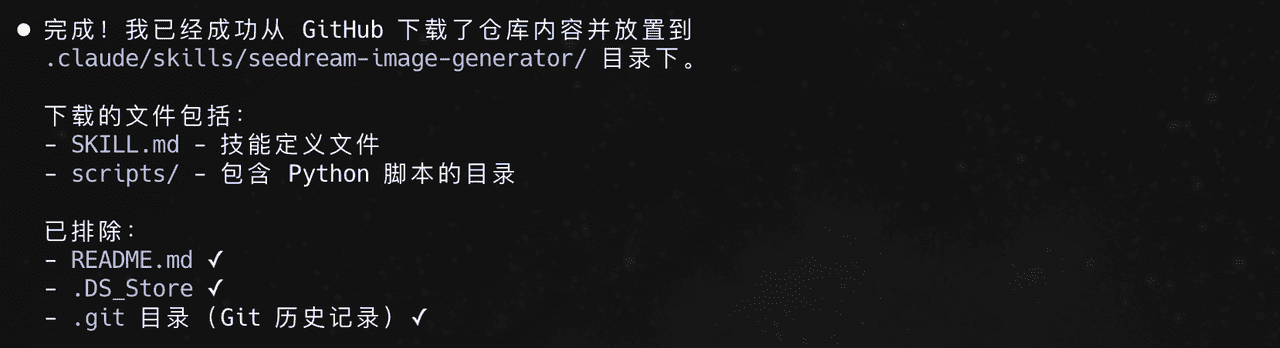 ● 完成！我已经成功从 GitHub 下载了仓库内容并放置到
.claude/skills/seedream-image-generator/ 目录下。
下载的文件包括：
- SKILL.md - 技能定义文件
- scripts/ - 包含 Python 脚本的目录
已排除：
- README.md ✓
- .DS_Store ✓
- .git 目录（Git 历史记录）✓